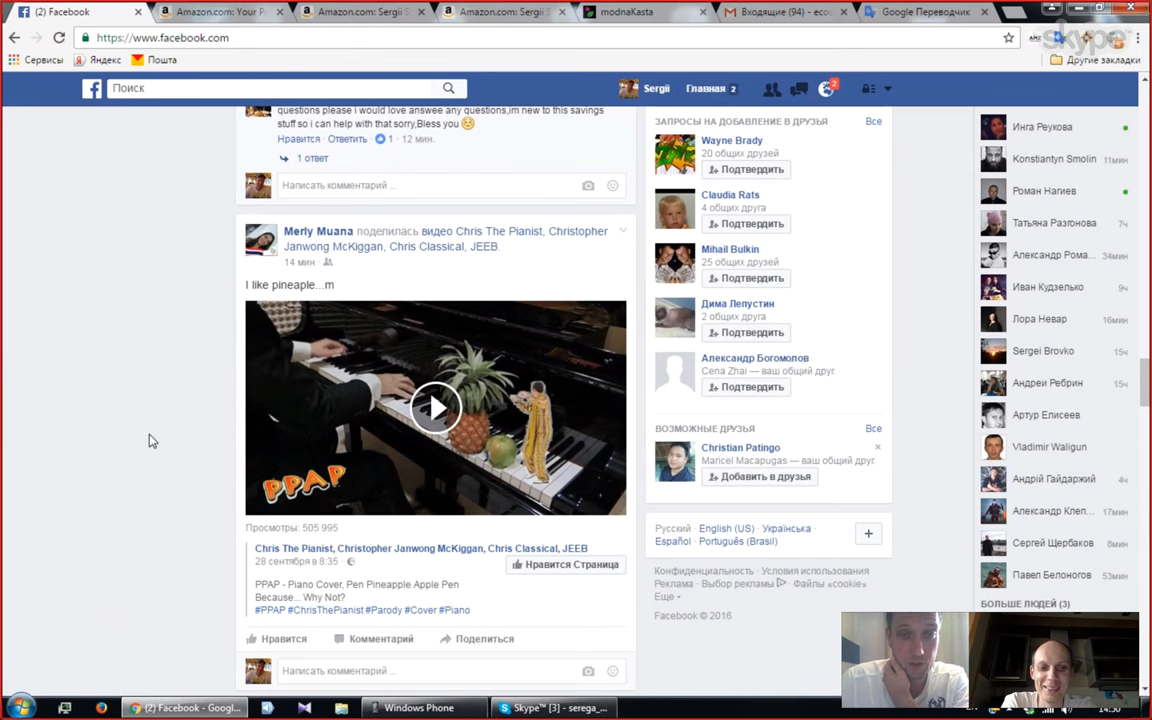 (2) Facebook
Amazon.com: Your P
Amazon.com: Sergii S
Amazon.com: Sergii S
modnaKasta
Входящие (94) - eco
Google Переводчик
https://www.facebook.com
skype
Сервисы
Яндекс
Почта
Другие закладки
Поиск
Sergii
Главная 2
2
questions please i would love answee any questions,im new to this savings
stuff so i can help with that sorry,Bless you
Нравится · Ответить · 1 · 12 мин.
1 ответ
Написать комментарий ...
Merly Muana поделилась видео Chris The Pianist, Christopher
Janwong McKiggan, Chris Classical, JEEB.
14 мин ·
I like pineaple...m
PPAP
Просмотры: 505 995
Chris The Pianist, Christopher Janwong McKiggan, Chris Classical, JEEB
28 сентября в 8:35 ·
Нравится Страница
PPAP - Piano Cover, Pen Pineapple Apple Pen
Because... Why Not?
#PPAP #ChrisThePianist #Parody #Cover #Piano
Нравится
Комментарий
Поделиться
Написать комментарий ...
ЗАПРОСЫ НА ДОБАВЛЕНИЕ В ДРУЗЬЯ
Все
Wayne Brady
20 общих друзей
Подтвердить
Claudia Rats
4 общих друга
Подтвердить
Mihail Bulkin
25 общих друзей
Подтвердить
Дима Лепустин
2 общих друга
Подтвердить
Александр Богомолов
Cena Zhai — ваш общий друг
Подтвердить
ВОЗМОЖНЫЕ ДРУЗЬЯ
Все
Christian Patingo
Maricel Macapugas — ваш общий друг
Добавить в друзья
Русский · English (US) · Українська ·
Español · Português (Brasil)
Конфиденциальность · Условия использования
Реклама · Выбор рекламы · Файлы «cookie»
Еще
Facebook © 2016
Инга Реукова
Konstiantyn Smolin 11мин
Роман Нагиев
Татьяна Разгонова 7ч
Александр Рома... 34мин
Иван Кудзелько 9ч
Лора Невар 16мин
Sergei Brovko 15ч
Андреи Ребрин 15ч
Артур Елисеев
Vladimir Waligun
Андрій Гайдаржий 4ч
Александр Клеп... 17мин
Сергей Щербаков 8мин
Павел Белоногов 53мин
БОЛЬШЕ ЛЮДЕЙ (3)
(2) Facebook - Googl...
Windows Phone
Skype™ [3] - serega_...
14:50